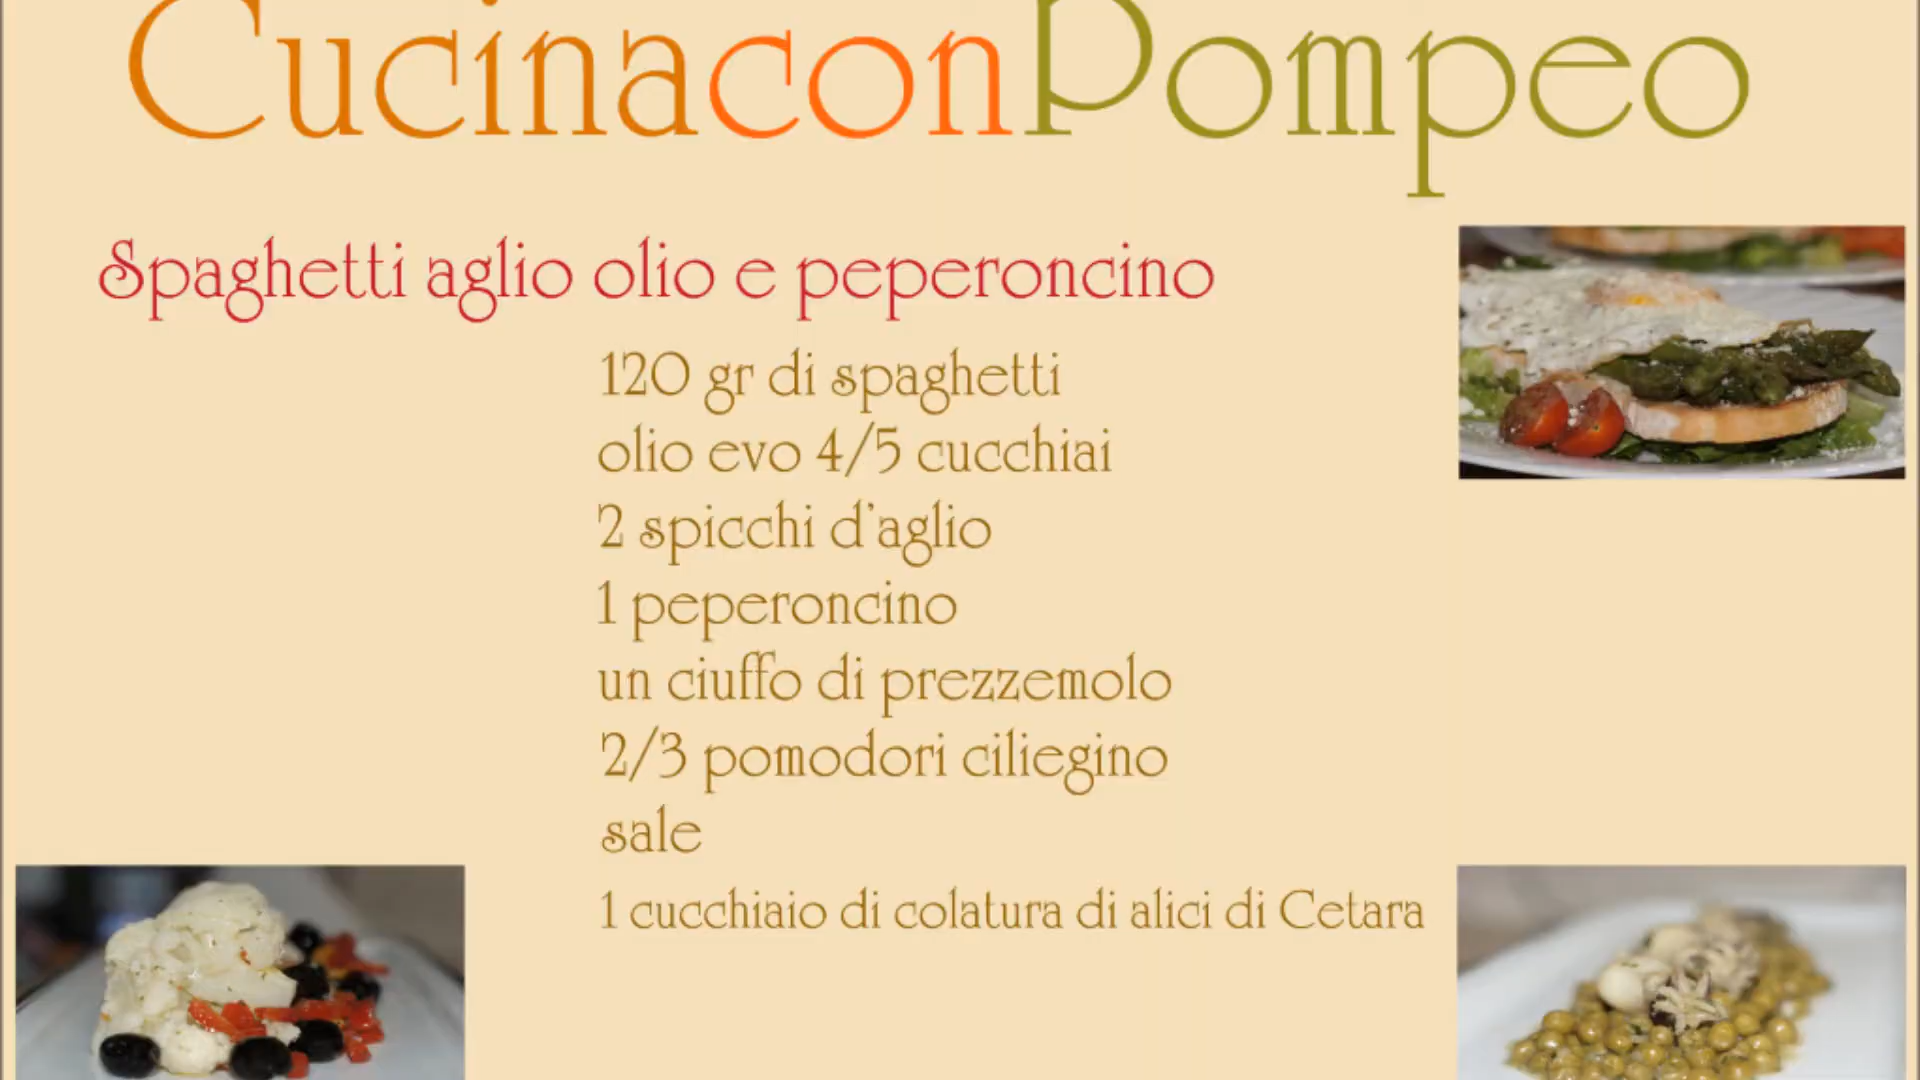 CucinaconPompeo
Spaghetti aglio olio e peperoncino
120 gr di spaghetti
olio evo 4/5 cucchiai
2 spicchi d'aglio
1 peperoncino
un ciuffo di prezzemolo
2/3 pomodori ciliegino
sale
1 cucchiaio di colatura di alici di Cetara